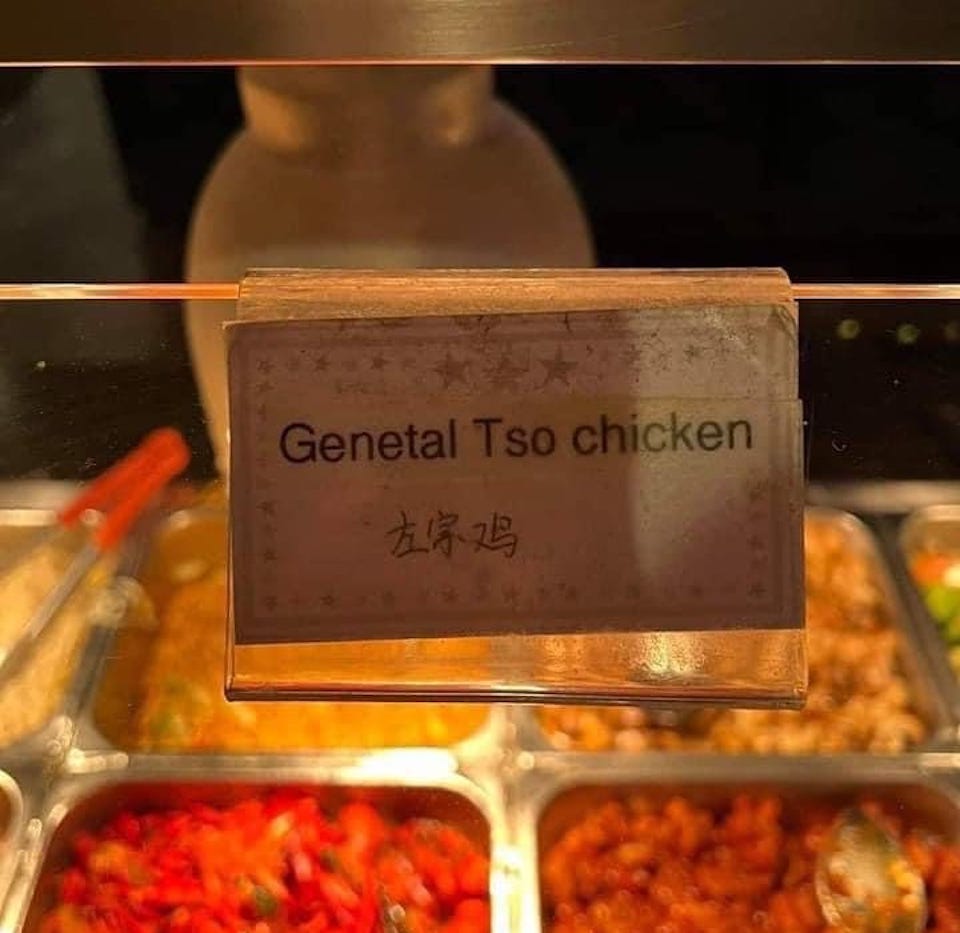 Genetal Tso chicken
左宗鸡